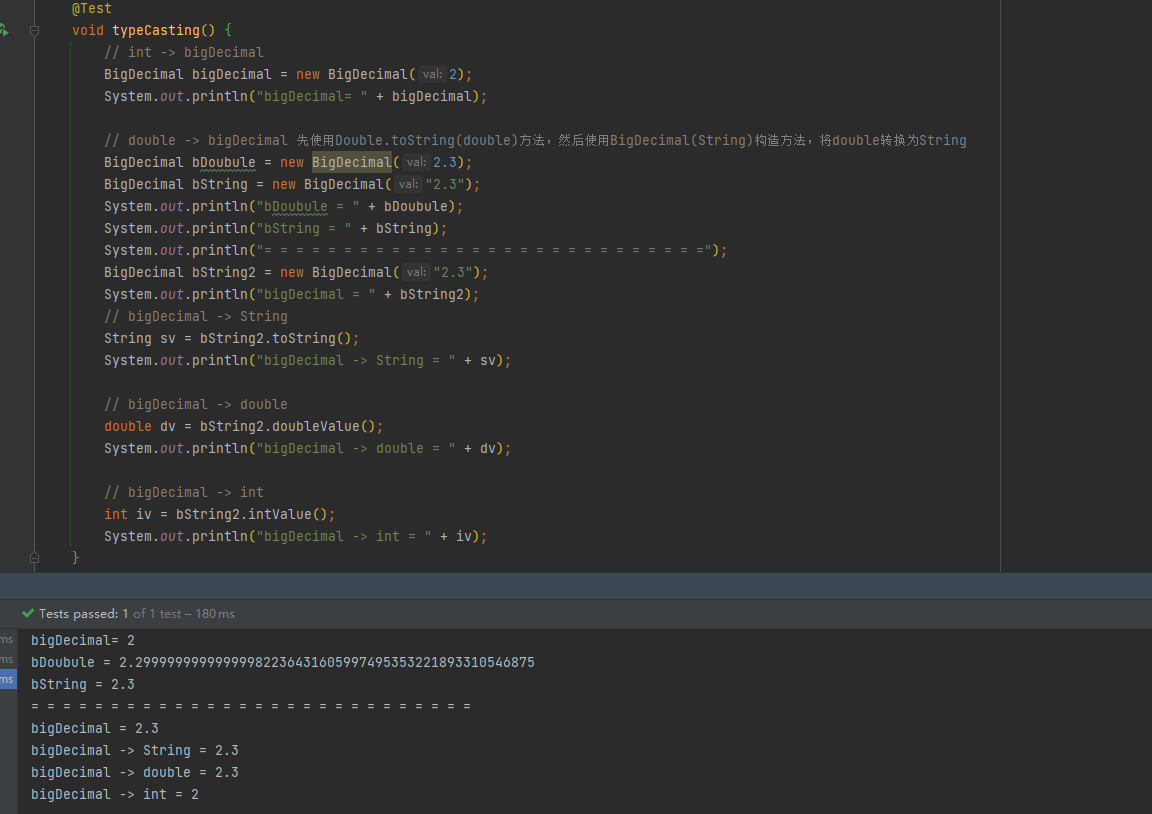 @Test
void typeCasting() {
// int -> bigDecimal
BigDecimal bigDecimal = new BigDecimal( val: 2);
System.out.println("bigDecimal= " + bigDecimal);
// double -> bigDecimal 先使用Double.toString(double)方法，然后使用BigDecimal(String)构造方法，将double转换为String
BigDecimal bDoubule = new BigDecimal( val: 2.3);
BigDecimal bString = new BigDecimal( val: "2.3");
System.out.println("bDoubule = " + bDoubule);
System.out.println("bString = " + bString);
System.out.println("= = = = = = = = = = = = = = = = = = = = = = = = = = = =");
BigDecimal bString2 = new BigDecimal( val: "2.3");
System.out.println("bigDecimal = " + bString2);
// bigDecimal -> String
String sv = bString2.toString();
System.out.println("bigDecimal -> String = " + sv);
// bigDecimal -> double
double dv = bString2.doubleValue();
System.out.println("bigDecimal -> double = " + dv);
// bigDecimal -> int
int iv = bString2.intValue();
System.out.println("bigDecimal -> int = " + iv);
}
Tests passed: 1 of 1 test – 180 ms
ms bigDecimal= 2
ms bDoubule = 2.29999999999999982236431605997495353221893310546875
ms bString = 2.3
= = = = = = = = = = = = = = = = = = = = = = = = = = = =
bigDecimal = 2.3
bigDecimal -> String = 2.3
bigDecimal -> double = 2.3
bigDecimal -> int = 2